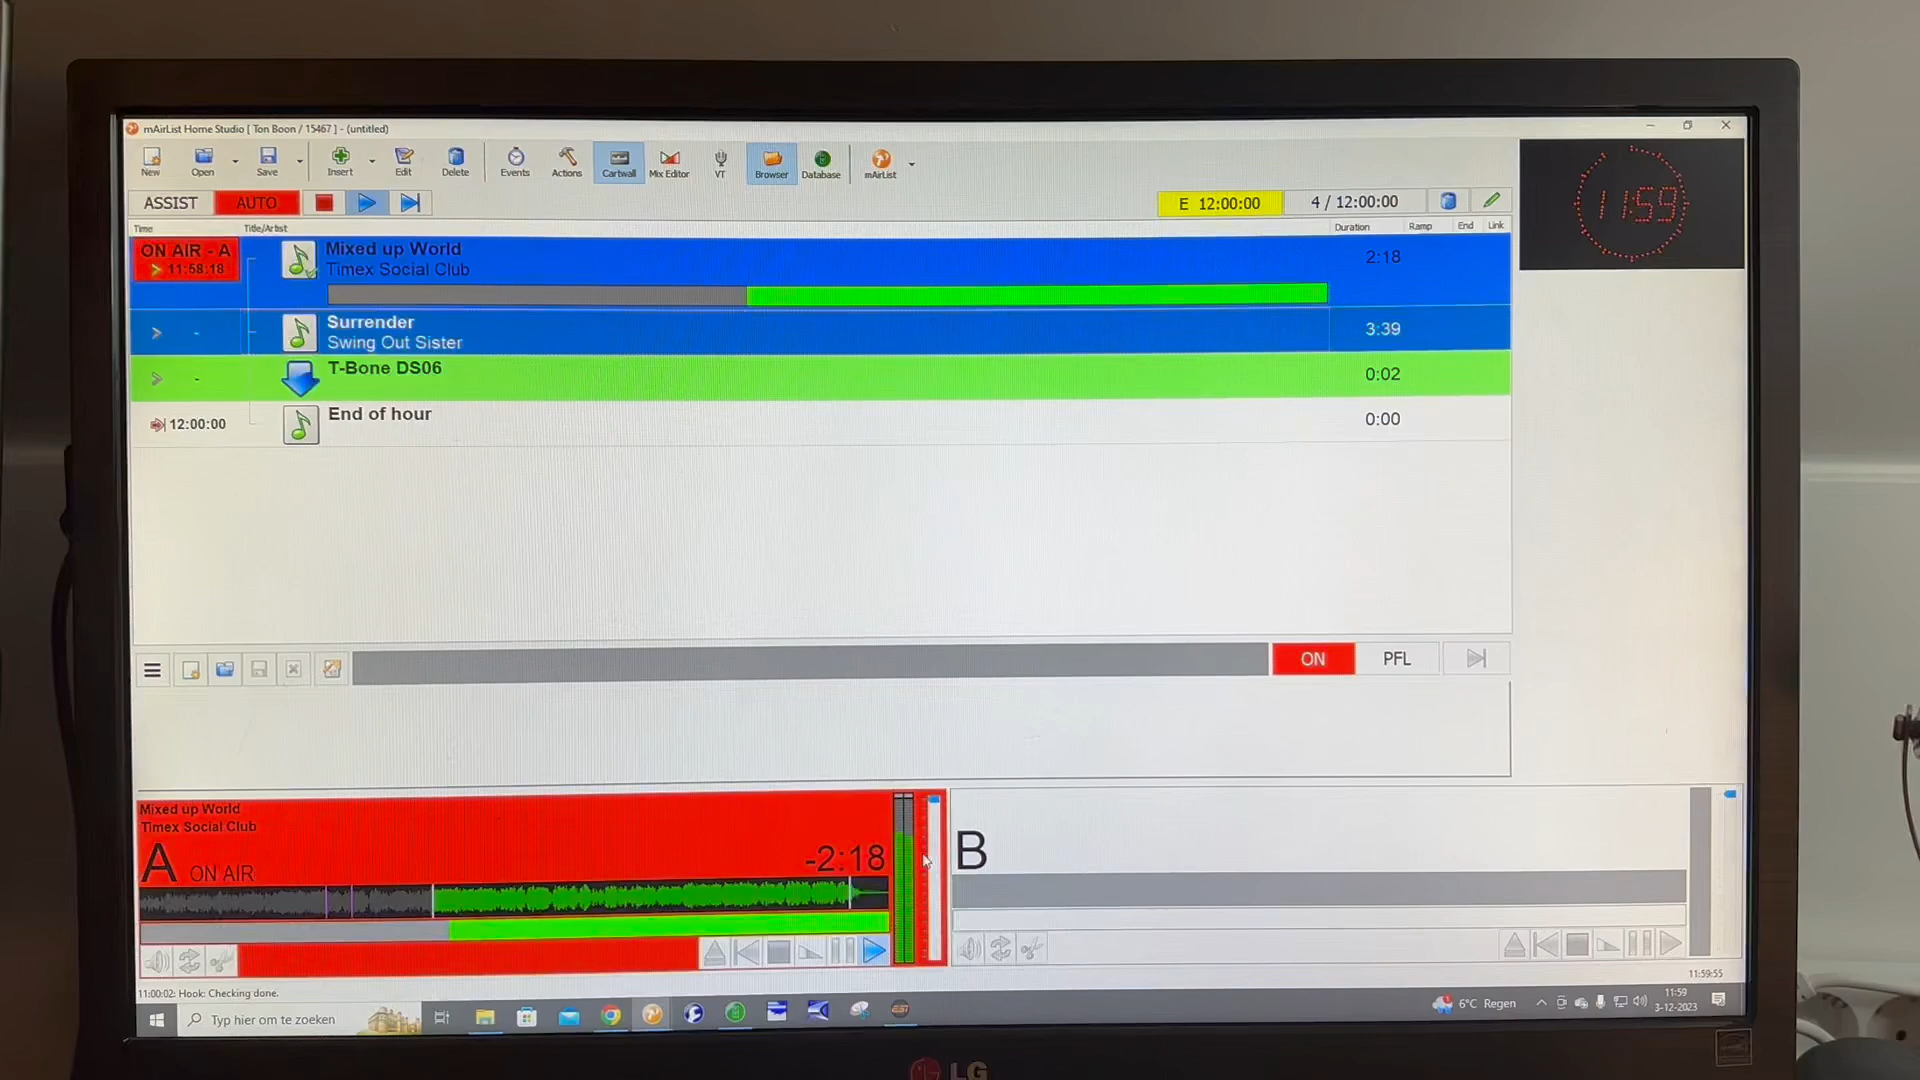 mAirList Home Studio [ Ton Boon / 15467 ] - (untitled)
New
Open
Save
Insert
Edit
Delete
Events
Actions
Cartwall
Mix Editor
VT
Browser
Database
mAirList
11:59
ASSIST
AUTO
E 12:00:00
4 / 12:00:00
Time
Title/Artist
Duration
Ramp
End
Link
ON AIR - A
11:58:18
Mixed up World
Timex Social Club
2:18
-
Surrender
Swing Out Sister
3:39
-
T-Bone DS06
0:02
12:00:00
End of hour
0:00
ON
PFL
Mixed up World
Timex Social Club
A ON AIR
-2:18
B
11:59:55
11:00:02: Hook: Checking done.
Typ hier om te zoeken
6°C Regen
11:59
3-12-2023
LG